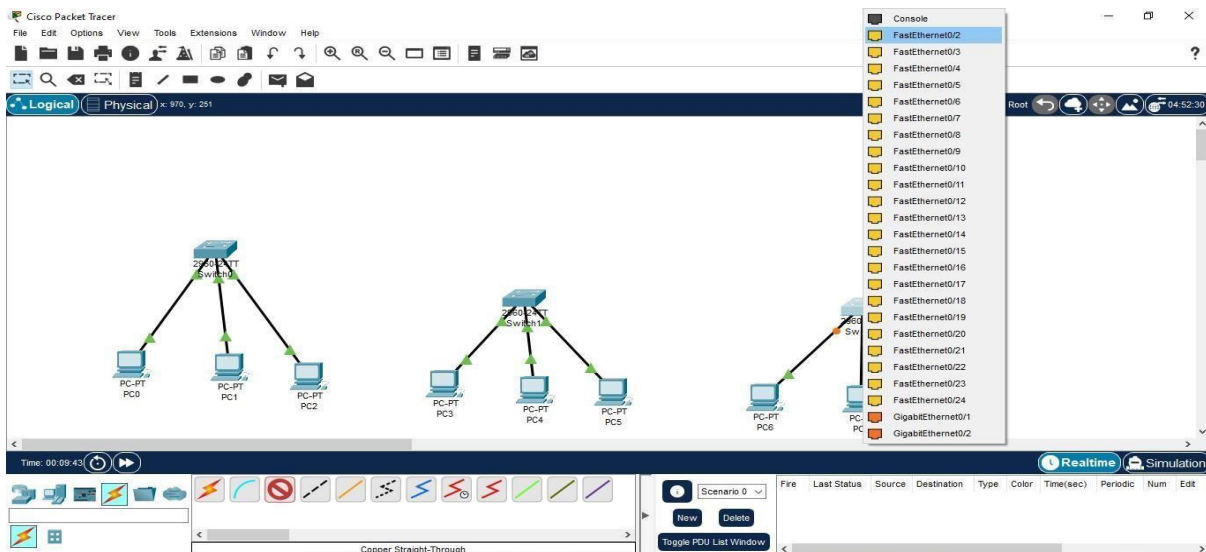 Cisco Packet Tracer
File Edit Options View Tools Extensions Window Help
?
Logical Physical x: 970, y: 251 Root 04:52:30
Console
FastEthernet0/2
FastEthernet0/3
FastEthernet0/4
FastEthernet0/5
FastEthernet0/6
FastEthernet0/7
FastEthernet0/8
FastEthernet0/9
FastEthernet0/10
FastEthernet0/11
FastEthernet0/12
FastEthernet0/13
FastEthernet0/14
FastEthernet0/15
FastEthernet0/16
FastEthernet0/17
FastEthernet0/18
FastEthernet0/19
FastEthernet0/20
FastEthernet0/21
FastEthernet0/22
FastEthernet0/23
FastEthernet0/24
GigabitEthernet0/1
GigabitEthernet0/2
2960-24TT
Switch0
PC-PT
PC0
PC-PT
PC1
PC-PT
PC2
2960-24TT
Switch1
PC-PT
PC3
PC-PT
PC4
PC-PT
PC5
2960
Sw
PC-PT
PC6
PC-
PC
Time: 00:09:43 Realtime Simulation
Scenario 0
New Delete
Toggle PDU List Window
Fire Last Status Source Destination Type Color Time(sec) Periodic Num Edit
Copper Straight-Through